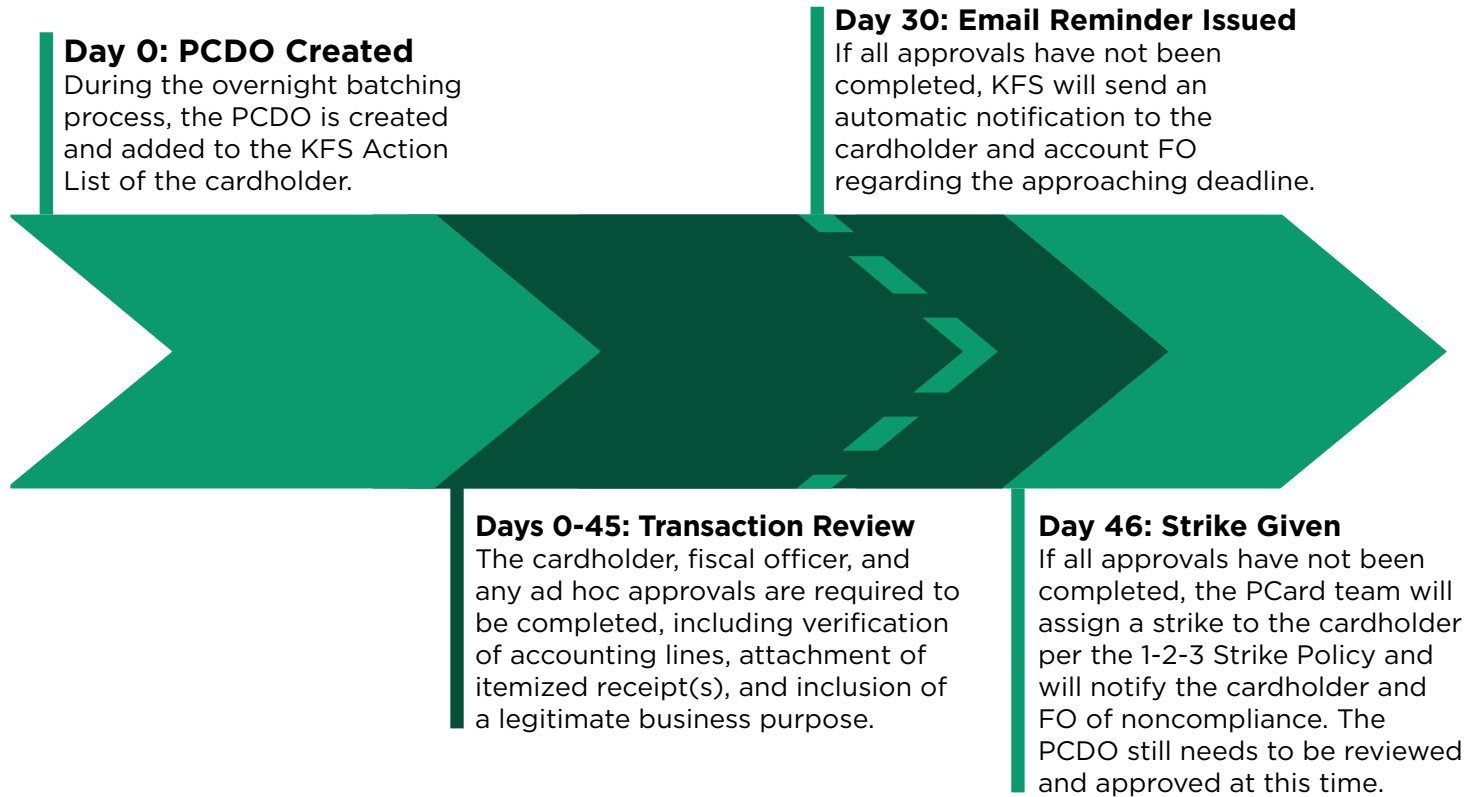 Day 0: PCDO Created
During the overnight batching
process, the PCDO is created
and added to the KFS Action
List of the cardholder.
Day 30: Email Reminder Issued
If all approvals have not been
completed, KFS will send an
automatic notification to the
cardholder and account FO
regarding the approaching deadline.
Days 0-45: Transaction Review
The cardholder, fiscal officer, and
any ad hoc approvals are required to
be completed, including verification
of accounting lines, attachment of
itemized receipt(s), and inclusion of
a legitimate business purpose.
Day 46: Strike Given
If all approvals have not been
completed, the PCard team will
assign a strike to the cardholder
per the 1-2-3 Strike Policy and
will notify the cardholder and
FO of noncompliance. The
PCDO still needs to be reviewed
and approved at this time.